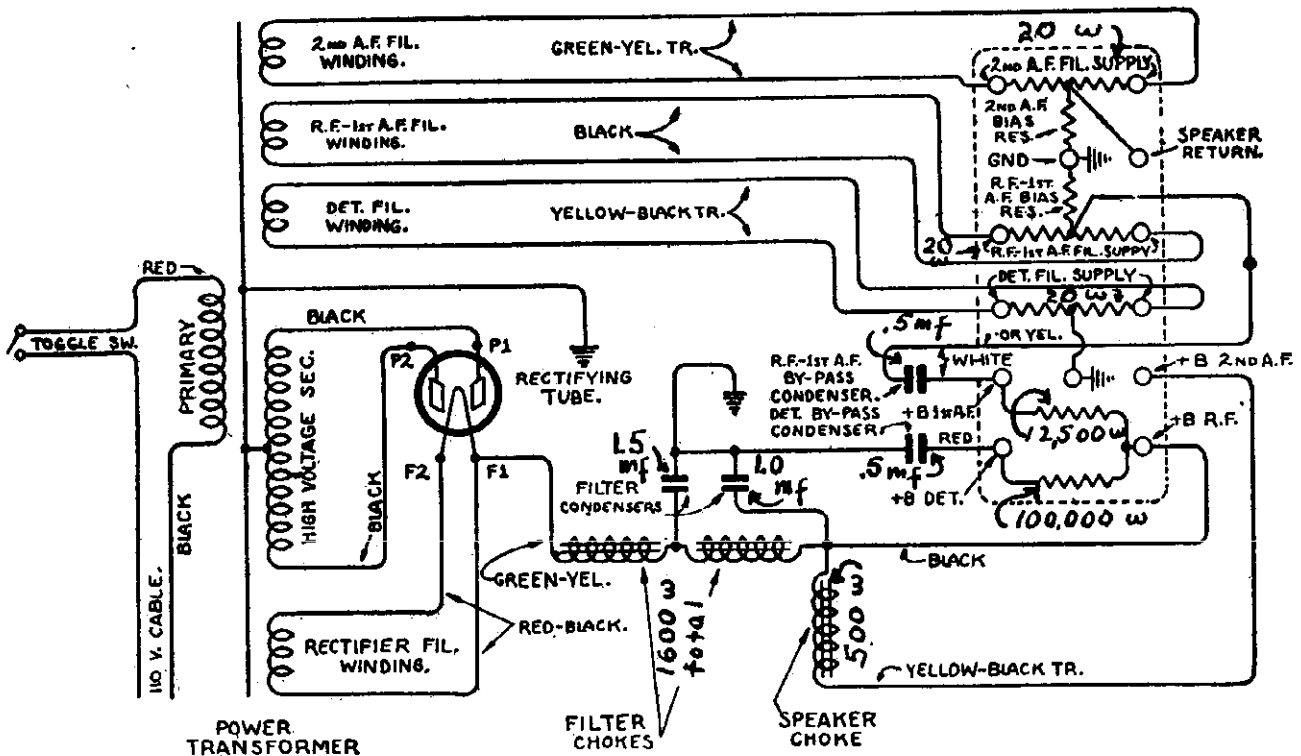 2ND A.F. FIL.
WINDING.
GREEN-YEL. TR.
20 ω
2ND A.F. FIL. SUPPLY
2ND A.F.
BIAS
RES.
R.F.-1ST A.F. FIL.
WINDING.
BLACK
SPEAKER
RETURN.
GND
R.F.-1ST
A.F. BIAS
RES.
DET. FIL.
WINDING.
YELLOW-BLACK TR.
20
ω
R.F.-1ST A.F. FIL. SUPPLY
DET. FIL. SUPPLY
20 ω
RED
TOGGLE SW.
PRIMARY
BLACK
110 V. CABLE.
BLACK
HIGH VOLTAGE SEC.
P2
P1
RECTIFYING
TUBE.
F2
F1
BLACK
.5 mf
OR YEL.
R.F.-1ST A.F.
BY-PASS
CONDENSER.
WHITE
DET. BY-PASS
CONDENSER
+B 1ST A.F.
RED
+B 2ND A.F.
12,500 ω
+B R.F.
.5 mf
+B DET.
100,000 ω
1.5
mf
1.0
mf
FILTER
CONDENSERS
GREEN-YEL.
BLACK
RED-BLACK.
1600 ω
total
500 ω
RECTIFIER FIL.
WINDING.
YELLOW-BLACK TR.
POWER
TRANSFORMER
FILTER
CHOKES
SPEAKER
CHOKE